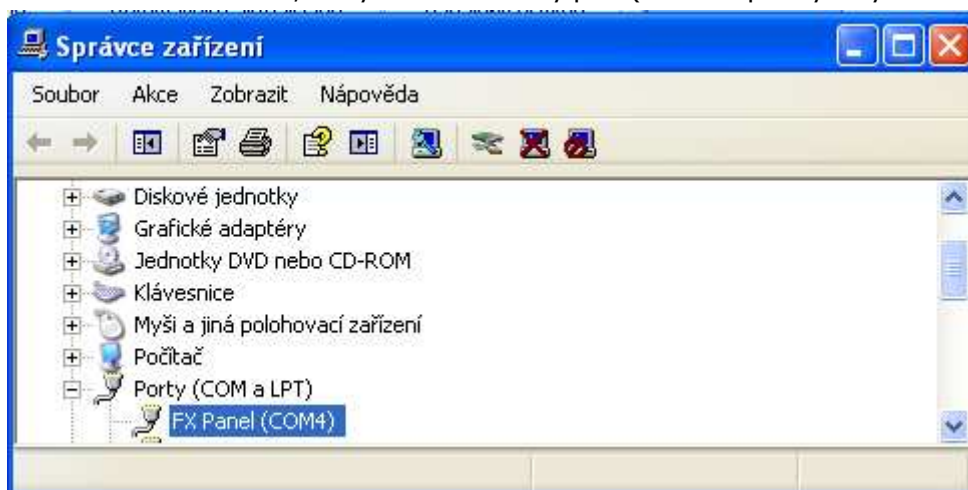 Správce zařízení
Soubor Akce Zobrazit Nápověda
Diskové jednotky
Grafické adaptéry
Jednotky DVD nebo CD-ROM
Klávesnice
Myši a jiná polohovací zařízení
Počítač
Porty (COM a LPT)
FX Panel (COM4)